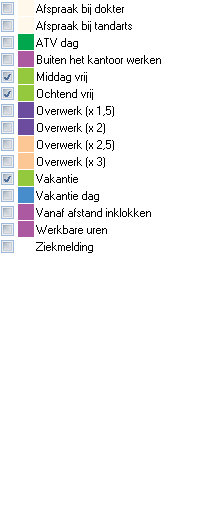 Afspraak bij dokter
Afspraak bij tandarts
ATV dag
Buiten het kantoor werken
Middag vrij
Ochtend vrij
Overwerk (x 1,5)
Overwerk (x 2)
Overwerk (x 2,5)
Overwerk (x 3)
Vakantie
Vakantie dag
Vanaf afstand inklokken
Werkbare uren
Ziekmelding